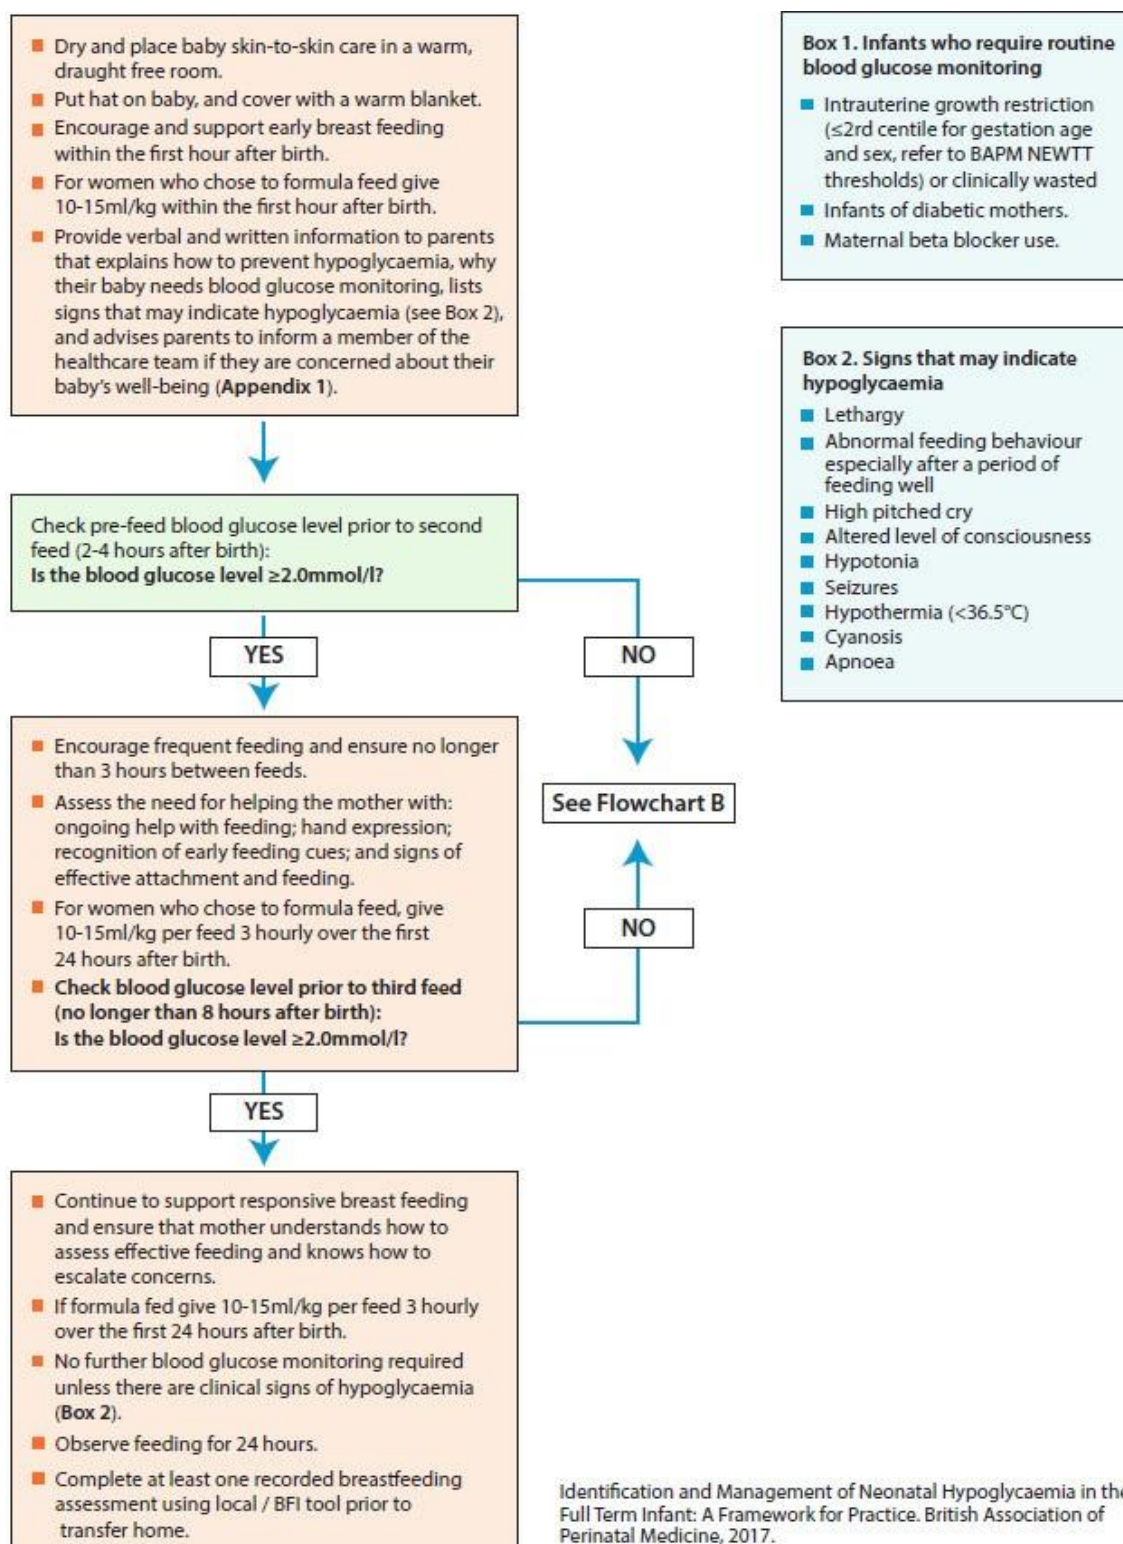 Dry and place baby skin-to-skin care in a warm,
draught free room.
Put hat on baby, and cover with a warm blanket.
Encourage and support early breast feeding
within the first hour after birth.
For women who chose to formula feed give
10-15ml/kg within the first hour after birth.
Provide verbal and written information to parents
that explains how to prevent hypoglycaemia, why
their baby needs blood glucose monitoring, lists
signs that may indicate hypoglycaemia (see Box 2),
and advises parents to inform a member of the
healthcare team if they are concerned about their
baby's well-being (Appendix 1).
Box 1. Infants who require routine
blood glucose monitoring
Intrauterine growth restriction
(≤2rd centile for gestation age
and sex, refer to BAPM NEWTT
thresholds) or clinically wasted
Infants of diabetic mothers.
Maternal beta blocker use.
Box 2. Signs that may indicate
hypoglycaemia
Lethargy
Abnormal feeding behaviour
especially after a period of
feeding well
High pitched cry
Altered level of consciousness
Hypotonia
Seizures
Hypothermia (<36.5°C)
Cyanosis
Apnoea
Check pre-feed blood glucose level prior to second
feed (2-4 hours after birth):
Is the blood glucose level ≥2.0mmol/l?
YES
NO
Encourage frequent feeding and ensure no longer
than 3 hours between feeds.
Assess the need for helping the mother with:
ongoing help with feeding; hand expression;
recognition of early feeding cues; and signs of
effective attachment and feeding.
For women who chose to formula feed, give
10-15ml/kg per feed 3 hourly over the first
24 hours after birth.
Check blood glucose level prior to third feed
(no longer than 8 hours after birth):
Is the blood glucose level ≥2.0mmol/l?
See Flowchart B
NO
YES
Continue to support responsive breast feeding
and ensure that mother understands how to
assess effective feeding and knows how to
escalate concerns.
If formula fed give 10-15ml/kg per feed 3 hourly
over the first 24 hours after birth.
No further blood glucose monitoring required
unless there are clinical signs of hypoglycaemia
(Box 2).
Observe feeding for 24 hours.
Complete at least one recorded breastfeeding
assessment using local / BFI tool prior to
transfer home.
Identification and Management of Neonatal Hypoglycaemia in the
Full Term Infant: A Framework for Practice. British Association of
Perinatal Medicine, 2017.